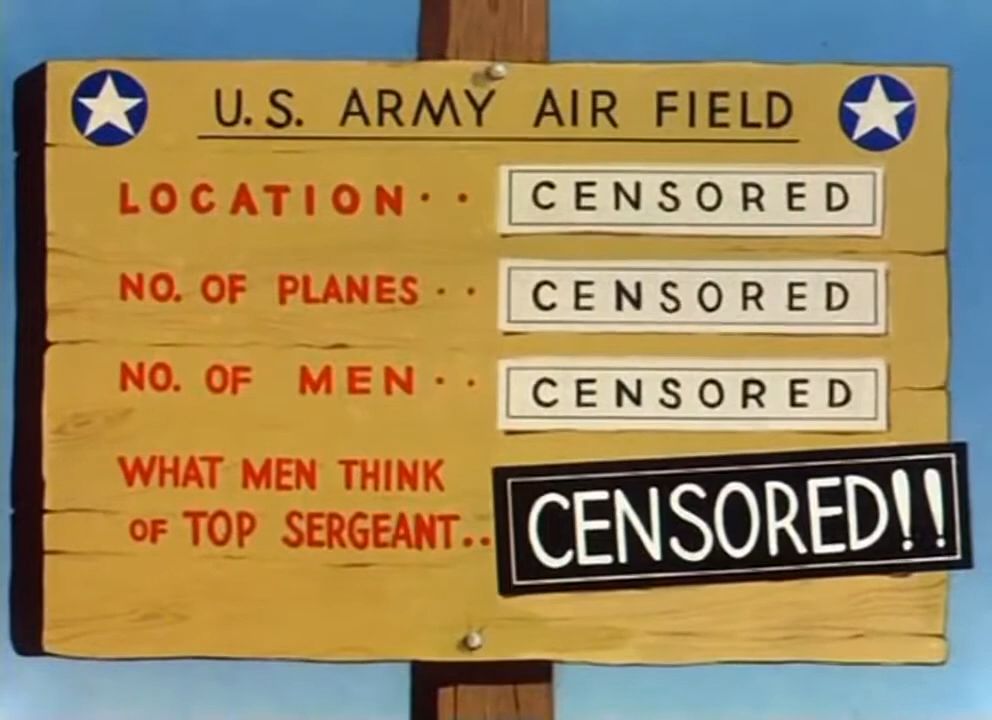 U.S. ARMY AIR FIELD
LOCATION·· CENSORED
NO. OF PLANES·· CENSORED
NO. OF MEN·· CENSORED
WHAT MEN THINK
OF TOP SERGEANT.. CENSORED!!